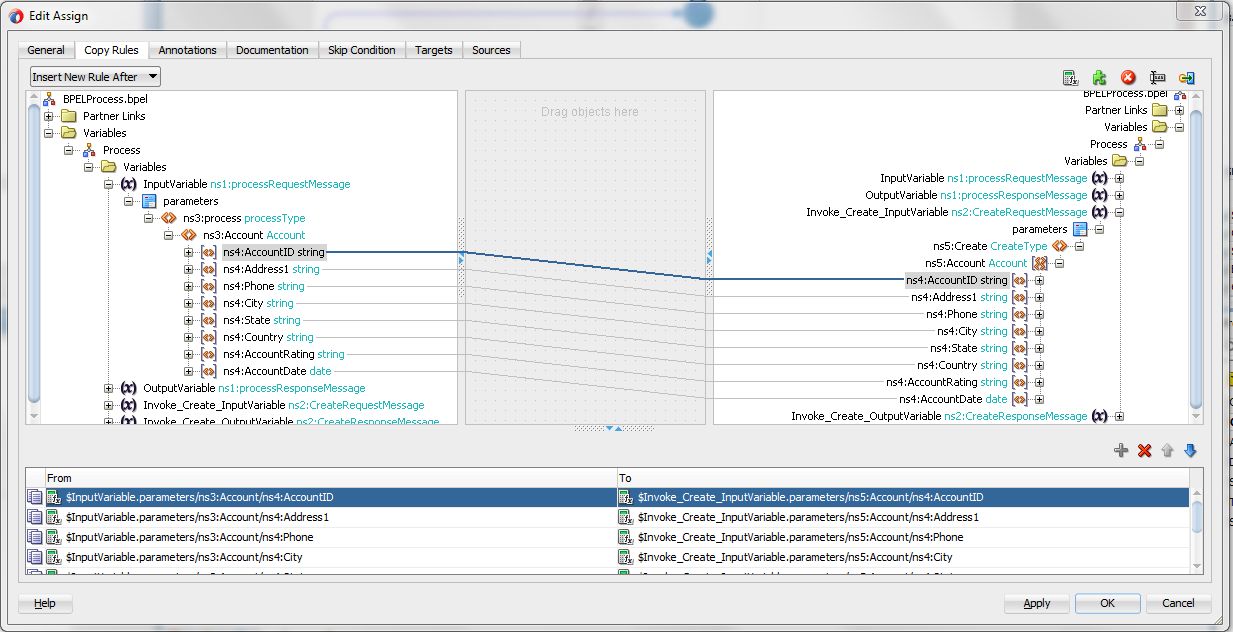 Edit Assign
General Copy Rules Annotations Documentation Skip Condition Targets Sources
Insert New Rule After
BPELProcess.bpel
Partner Links
Variables
Process
Variables
InputVariable ns1:processRequestMessage
parameters
ns3:process processType
ns3:Account Account
ns4:AccountID string
ns4:Address1 string
ns4:Phone string
ns4:City string
ns4:State string
ns4:Country string
ns4:AccountRating string
ns4:AccountDate date
OutputVariable ns1:processResponseMessage
Invoke_Create_InputVariable ns2:CreateRequestMessage
Invoke_Create_OutputVariable ns2:CreateResponseMessage
Drag objects here
BPELProcess.bpel
Partner Links
Variables
Process
Variables
InputVariable ns1:processRequestMessage
OutputVariable ns1:processResponseMessage
Invoke_Create_InputVariable ns2:CreateRequestMessage
parameters
ns5:Create CreateType
ns5:Account Account
ns4:AccountID string
ns4:Address1 string
ns4:Phone string
ns4:City string
ns4:State string
ns4:Country string
ns4:AccountRating string
ns4:AccountDate date
Invoke_Create_OutputVariable ns2:CreateResponseMessage
From To
$InputVariable.parameters/ns3:Account/ns4:AccountID $Invoke_Create_InputVariable.parameters/ns5:Account/ns4:AccountID
$InputVariable.parameters/ns3:Account/ns4:Address1 $Invoke_Create_InputVariable.parameters/ns5:Account/ns4:Address1
$InputVariable.parameters/ns3:Account/ns4:Phone $Invoke_Create_InputVariable.parameters/ns5:Account/ns4:Phone
$InputVariable.parameters/ns3:Account/ns4:City $Invoke_Create_InputVariable.parameters/ns5:Account/ns4:City
Help Apply OK Cancel